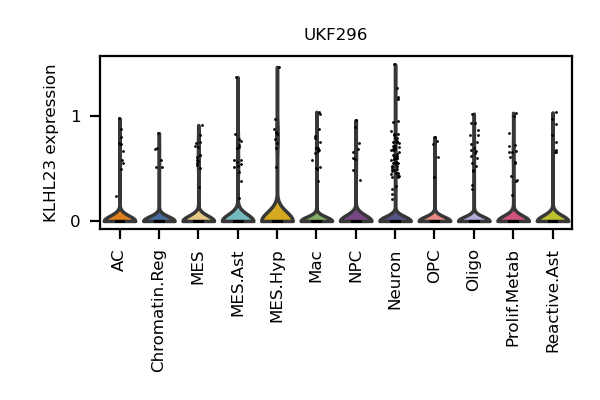 UKF296
KLHL23 expression
1
0
AC
Chromatin.Reg
MES
MES.Ast
MES.Hyp
Mac
NPC
Neuron
OPC
Oligo
Prolif.Metab
Reactive.Ast